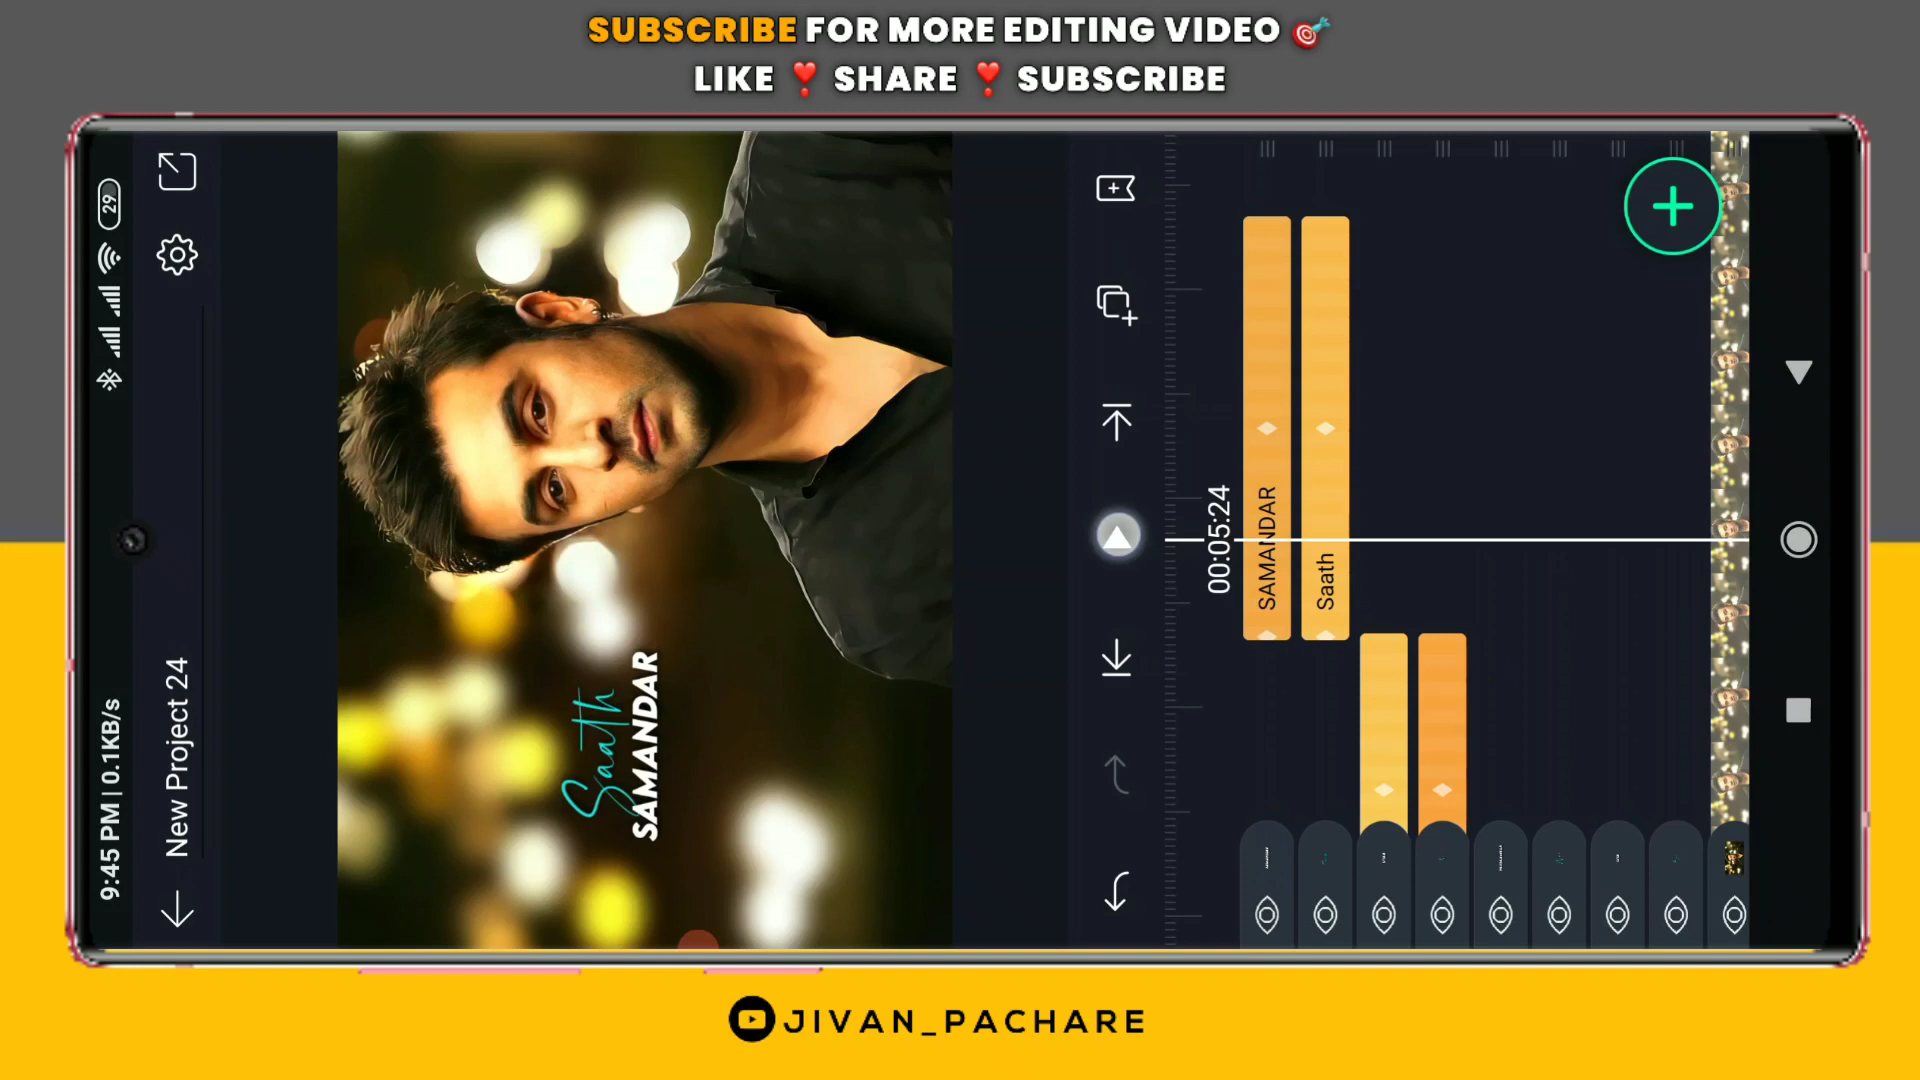 SUBSCRIBE FOR MORE EDITING VIDEO 🎯
LIKE ❣️ SHARE ❣️ SUBSCRIBE
9:45 PM | 0.1KB/s
29
New Project 24
Saath
SAMANDAR
00:05:24
SAMANDAR
Saath
JIVAN_PACHARE